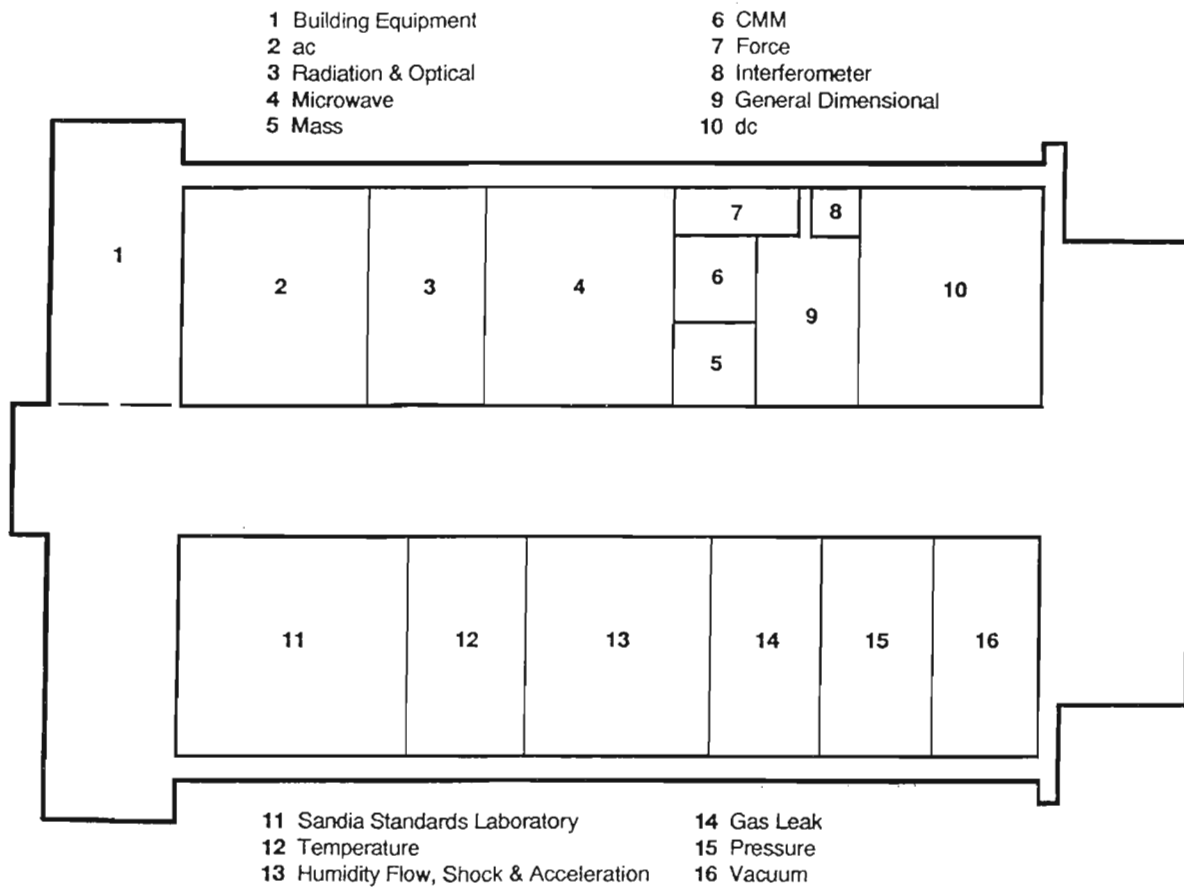 1 Building Equipment
2 ac
3 Radiation & Optical
4 Microwave
5 Mass
6 CMM
7 Force
8 Interferometer
9 General Dimensional
10 dc
1
2
3
4
7
8
6
5
9
10
11
12
13
14
15
16
11 Sandia Standards Laboratory
12 Temperature
13 Humidity Flow, Shock & Acceleration
14 Gas Leak
15 Pressure
16 Vacuum